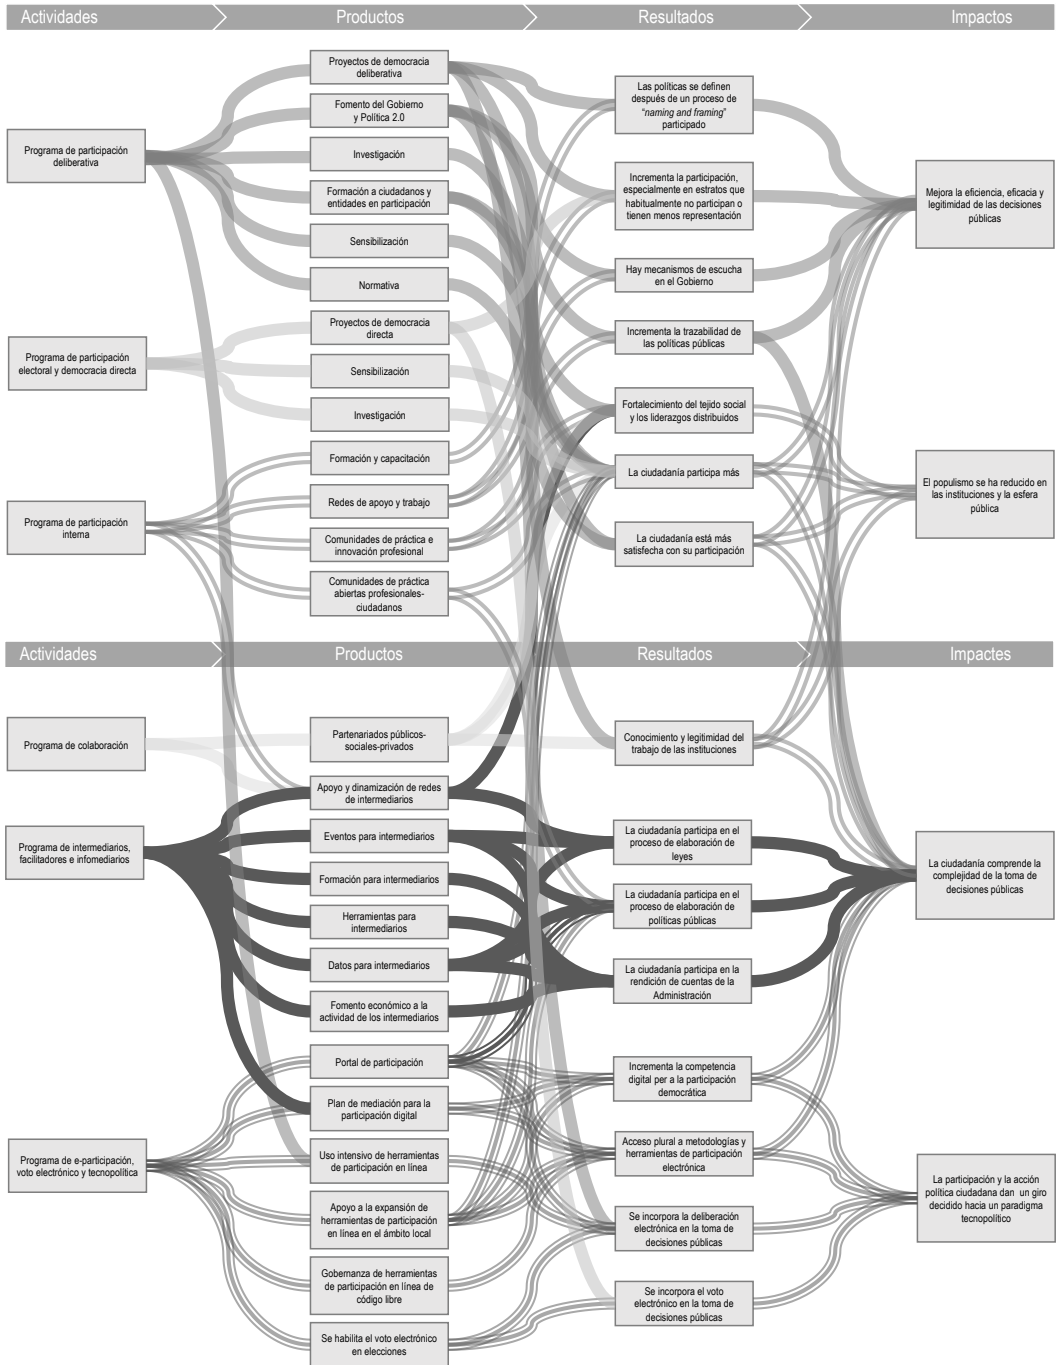 Actividades
Productos
Resultados
Impactos
Programa de participación
deliberativa
Programa de participación
electoral y democracia directa
Programa de participación
interna
Proyectos de democracia
deliberativa
Fomento del Gobierno
y Política 2.0
Investigación
Formación a ciudadanos y
entidades en participación
Sensibilización
Normativa
Proyectos de democracia
directa
Sensibilización
Investigación
Formación y capacitación
Redes de apoyo y trabajo
Comunidades de práctica e
innovación profesional
Comunidades de práctica
abiertas profesionales-
ciudadanos
Las políticas se definen
después de un proceso de
“naming and framing”
participado
Incrementa la participación,
especialmente en estratos que
habitualmente no participan o
tienen menos representación
Hay mecanismos de escucha
en el Gobierno
Incrementa la trazabilidad de
las políticas públicas
Fortalecimiento del tejido social
y los liderazgos distribuidos
La ciudadanía participa más
La ciudadanía está más
satisfecha con su participación
Mejora la eficiencia, eficacia y
legitimidad de las decisiones
públicas
El populismo se ha reducido en
las instituciones y la esfera
pública
Actividades
Productos
Resultados
Impactes
Programa de colaboración
Programa de intermediarios,
facilitadores e infomediarios
Programa de e-participación,
voto electrónico y tecnopolítica
Partenariados públicos-
sociales-privados
Apoyo y dinamización de redes
de intermediarios
Eventos para intermediarios
Formación para intermediarios
Herramientas para
intermediarios
Datos para intermediarios
Fomento económico a la
actividad de los intermediarios
Portal de participación
Plan de mediación para la
participación digital
Uso intensivo de herramientas
de participación en línea
Apoyo a la expansión de
herramientas de participación
en línea en el ámbito local
Gobernanza de herramientas
de participación en línea de
código libre
Se habilita el voto electrónico
en elecciones
Conocimiento y legitimidad del
trabajo de las instituciones
La ciudadanía participa en el
proceso de elaboración de
leyes
La ciudadanía participa en el
proceso de elaboración de
políticas públicas
La ciudadanía participa en la
rendición de cuentas de la
Administración
Incrementa la competencia
digital per a la participación
democrática
Acceso plural a metodologías y
herramientas de participación
electrónica
Se incorpora la deliberación
electrónica en la toma de
decisiones públicas
Se incorpora el voto
electrónico en la toma de
decisiones públicas
La ciudadanía comprende la
complejidad de la toma de
decisiones públicas
La participación y la acción
política ciudadana dan un giro
decidido hacia un paradigma
tecnopolítico